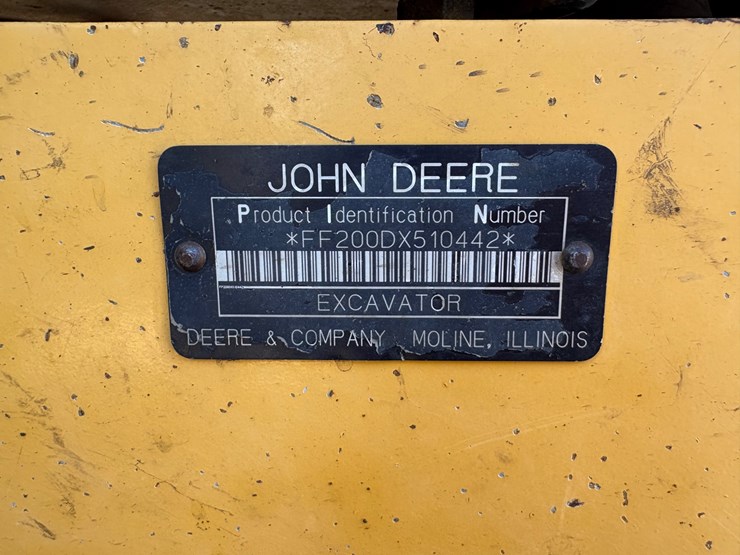 JOHN DEERE
Product Identification Number
*FF200DX510442*
EXCAVATOR
DEERE & COMPANY MOLINE, ILLINOIS